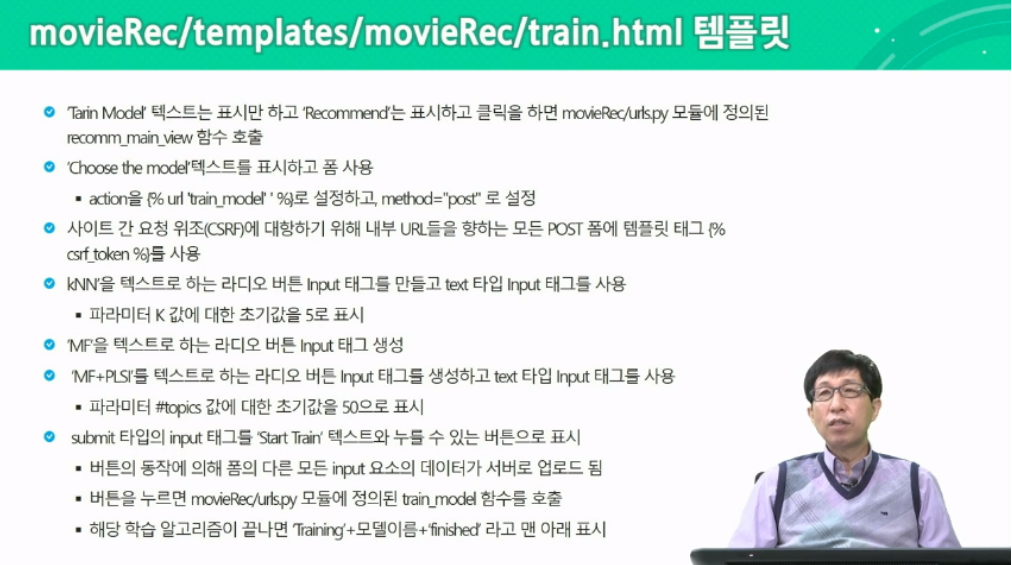 movieRec/templates/movieRec/train.html 템플릿
'Tarin Model' 텍스트는 표시만 하고 'Recommend'는 표시하고 클릭을 하면 movieRec/urls.py 모듈에 정의된
recomm_main_view 함수 호출
'Choose the model'텍스트를 표시하고 폼 사용
action을 {% url 'train_model' ' %}로 설정하고, method="post" 로 설정
사이트 간 요청 위조(CSRF)에 대항하기 위해 내부 URL들을 향하는 모든 POST 폼에 템플릿 태그 {%
csrf_token %}를 사용
kNN'을 텍스트로 하는 라디오 버튼 Input 태그를 만들고 text 타입 Input 태그를 사용
파라미터 K 값에 대한 초기값을 5로 표시
'MF'을 텍스트로 하는 라디오 버튼 Input 태그 생성
'MF+PLSI'를 텍스트로 하는 라디오 버튼 Input 태그를 생성하고 text 타입 Input 태그를 사용
파라미터 #topics 값에 대한 초기값을 50으로 표시
submit 타입의 input 태그를 'Start Train' 텍스트와 누를 수 있는 버튼으로 표시
버튼의 동작에 의해 폼의 다른 모든 input 요소의 데이터가 서버로 업로드 됨
버튼을 누르면 movieRec/urls.py 모듈에 정의된 train_model 함수를 호출
해당 학습 알고리즘이 끝나면 'Training'+모델이름+'finished' 라고 맨 아래 표시